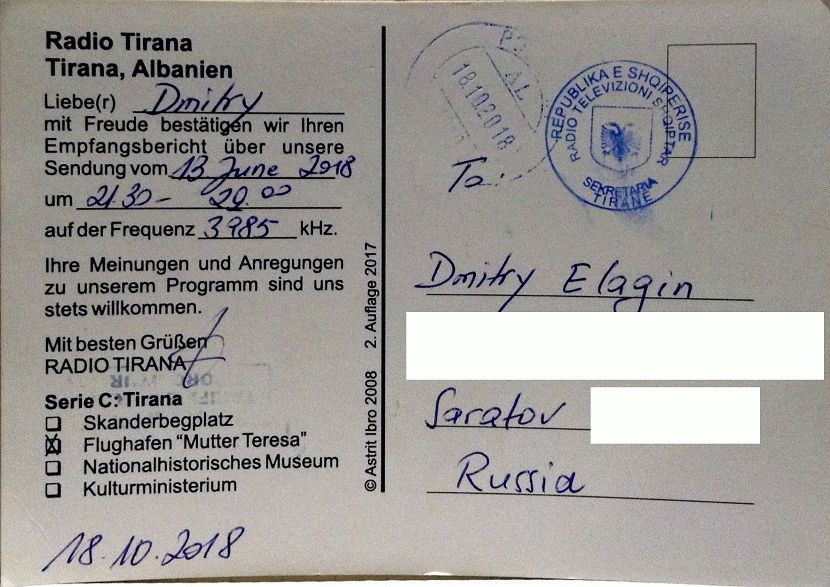 Radio Tirana
Tirana, Albanien
Liebe(r) Dmitry
mit Freude bestätigen wir Ihren
Empfangsbericht über unsere
Sendung vom 13 June 2018
um 21.30 – 22.00
auf der Frequenz 3985 kHz.
Ihre Meinungen und Anregungen
zu unserem Programm sind uns
stets willkommen.
Mit besten Grüßen
RADIO TIRANA
Serie C: Tirana
Skanderbegplatz
Flughafen "Mutter Teresa"
Nationalhistorisches Museum
Kulturministerium
18.10.2018
© Astrit Ibro 2008 2. Auflage 2017
18.10.2018
AL
REPUBLIKA E SHQIPERISE
RADIO TELEVIZIONI SHQIPTAR
SEKRETARIA
TIRANE
To:
Dmitry Elagin
Saratov
Russia